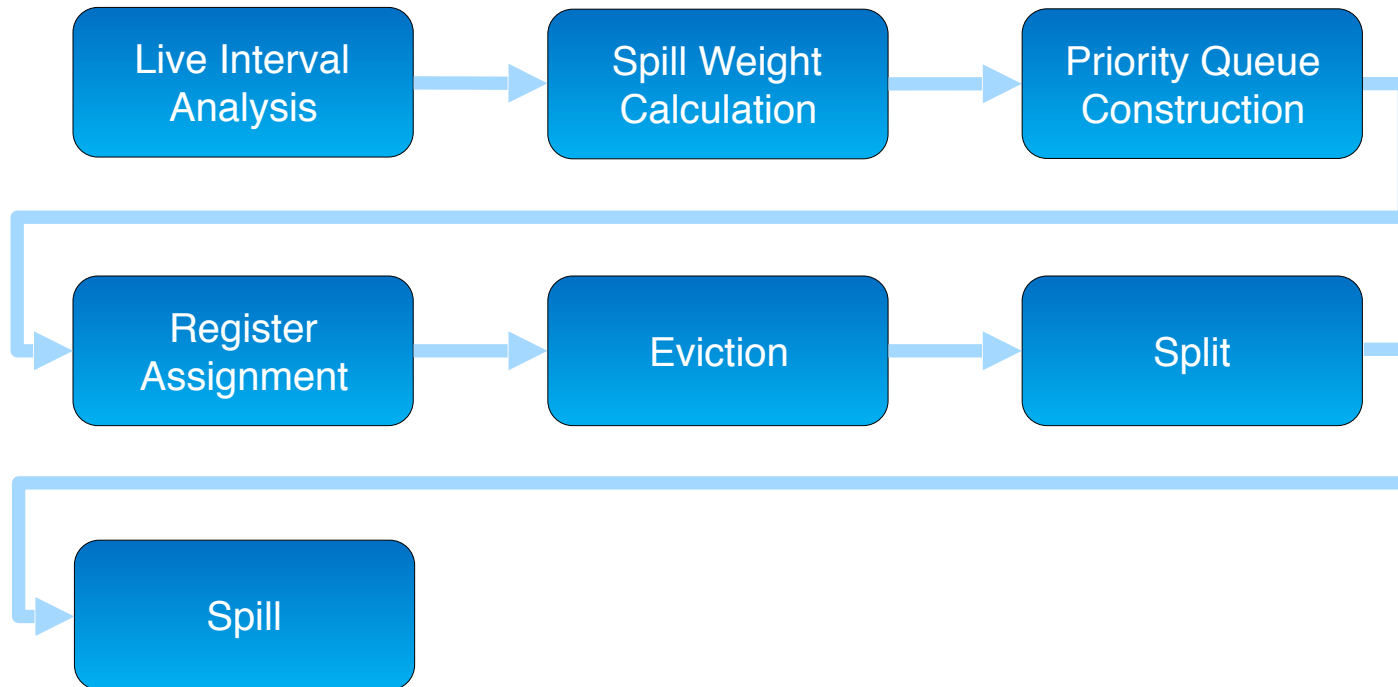 Live Interval
Analysis
Spill Weight
Calculation
Priority Queue
Construction
Register
Assignment
Eviction
Split
Spill